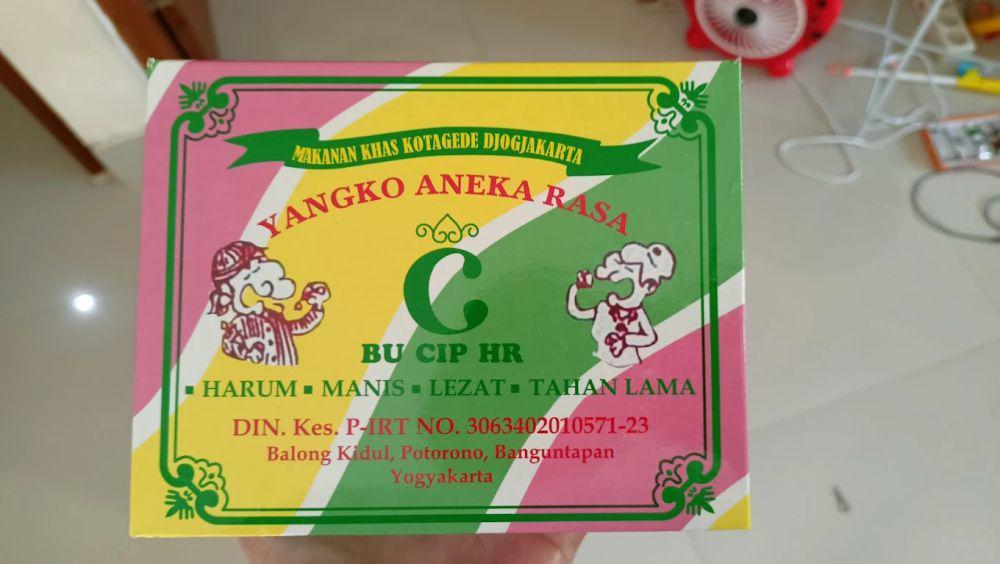 MAKANAN KHAS KOTAGEDE DJOGJAKARTA
YANGKO ANEKA RASA
C
BU CIP HR
▪ HARUM ▪ MANIS ▪ LEZAT ▪ TAHAN LAMA
DIN. Kes. P-IRT NO. 3063402010571-23
Balong Kidul, Potorono, Banguntapan
Yogyakarta